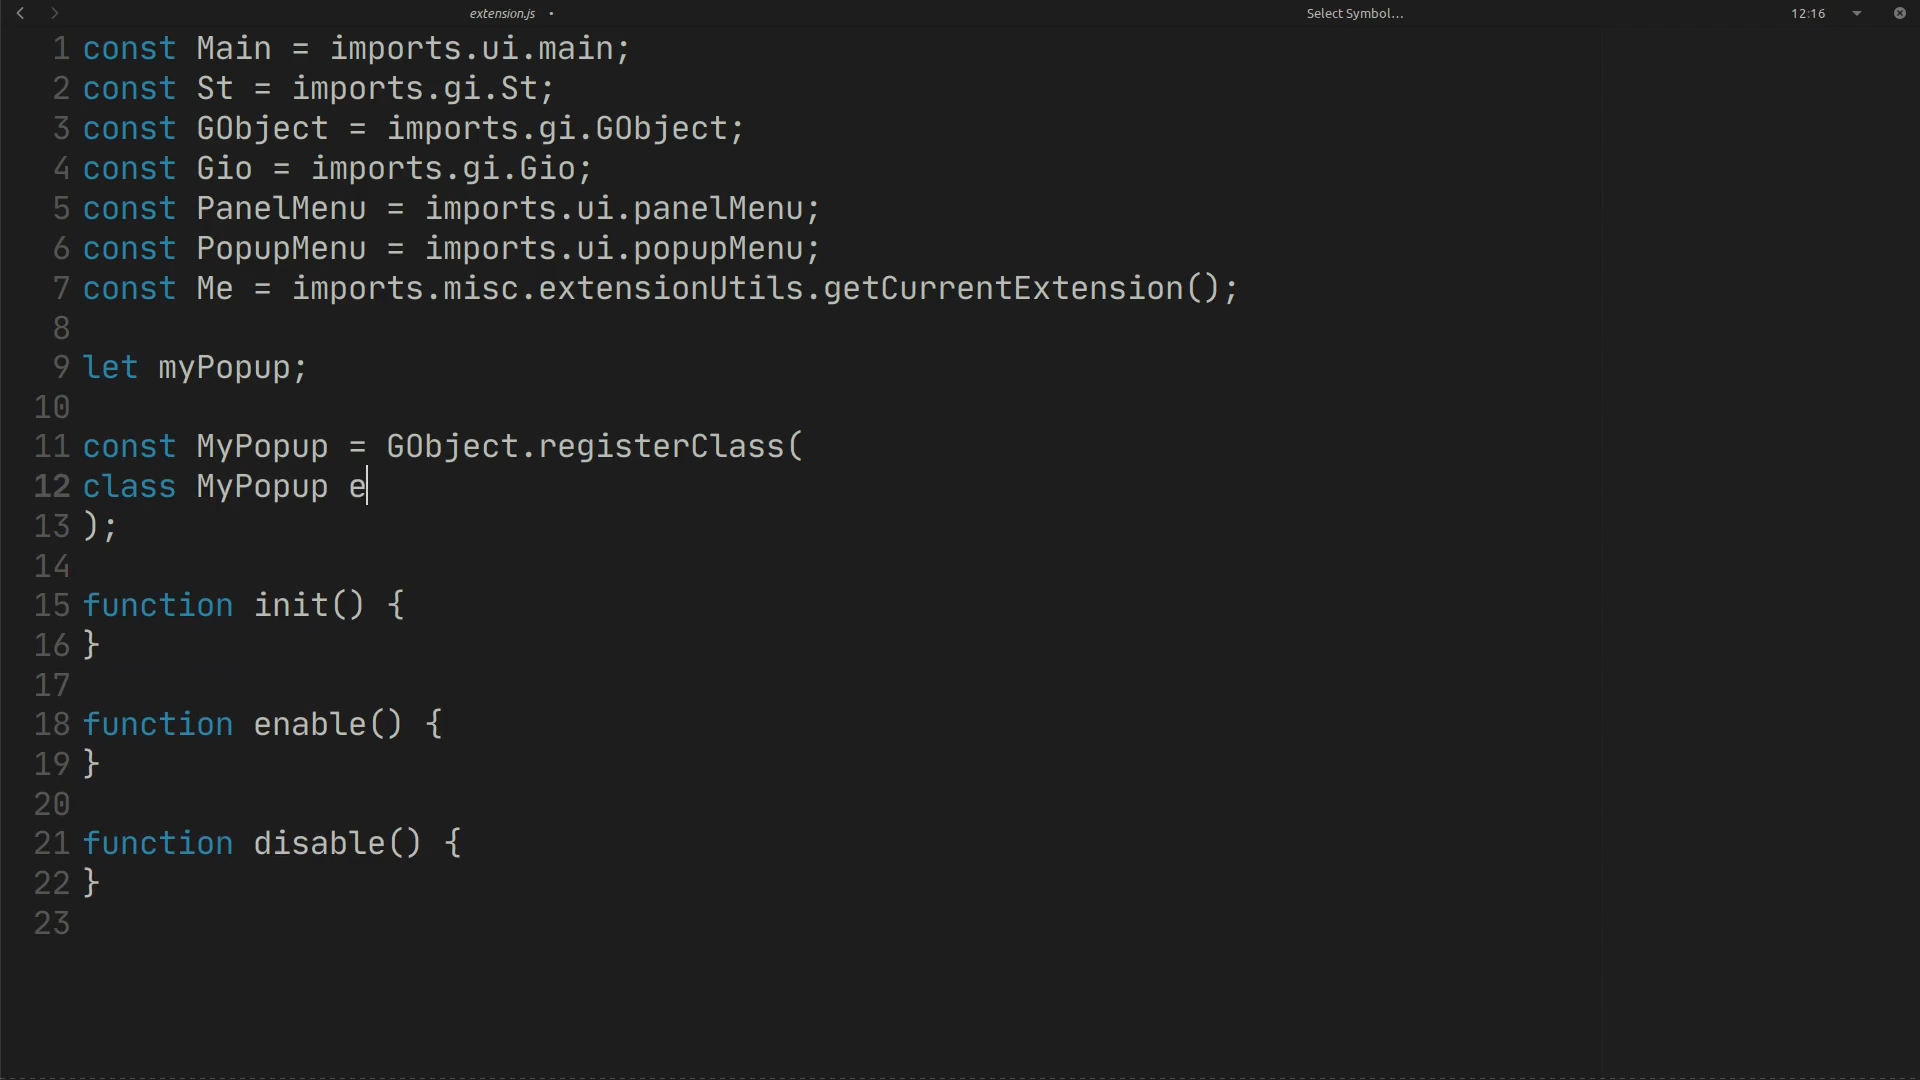 extension.js •
Select Symbol...
12:16
1 const Main = imports.ui.main;
2 const St = imports.gi.St;
3 const GObject = imports.gi.GObject;
4 const Gio = imports.gi.Gio;
5 const PanelMenu = imports.ui.panelMenu;
6 const PopupMenu = imports.ui.popupMenu;
7 const Me = imports.misc.extensionUtils.getCurrentExtension();
8
9 let myPopup;
10
11 const MyPopup = GObject.registerClass(
12 class MyPopup e
13 );
14
15 function init() {
16 }
17
18 function enable() {
19 }
20
21 function disable() {
22 }
23